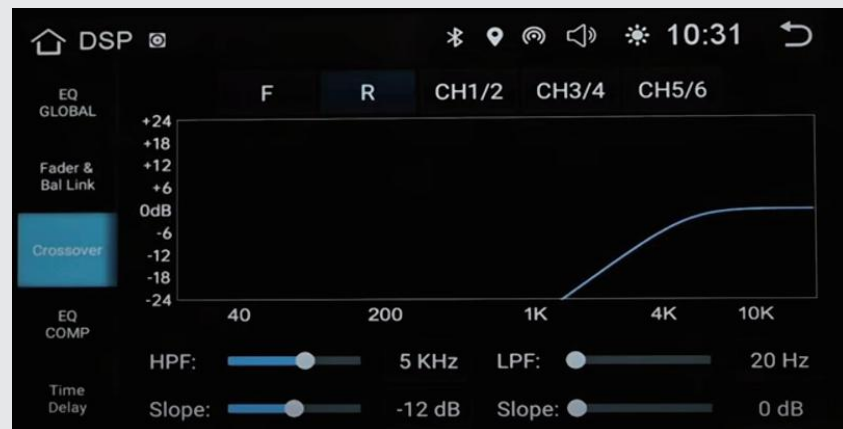 DSP
10:31
EQ
GLOBAL
Fader &
Bal Link
Crossover
EQ
COMP
Time
Delay
F R CH1/2 CH3/4 CH5/6
+24
+18
+12
+6
0dB
-6
-12
-18
-24
40 200 1K 4K 10K
HPF: 5 KHz LPF: 20 Hz
Slope: -12 dB Slope: 0 dB